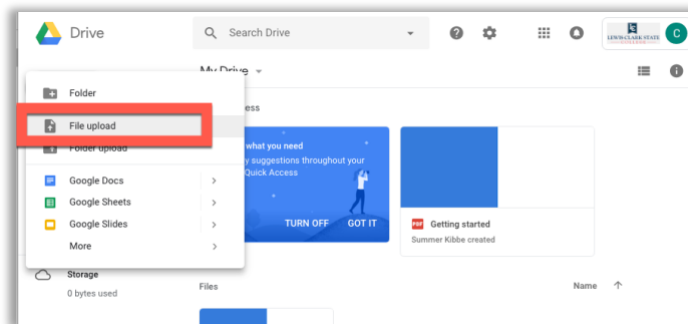 Drive
Search Drive
LEWIS-CLARK STATE
C
My Drive
Folder
File upload
Folder upload
Google Docs
Google Sheets
Google Slides
More
Storage
0 bytes used
ess
what you need
y suggestions throughout your
Quick Access
TURN OFF GOT IT
PDF Getting started
Summer Kibbe created
Files
Name